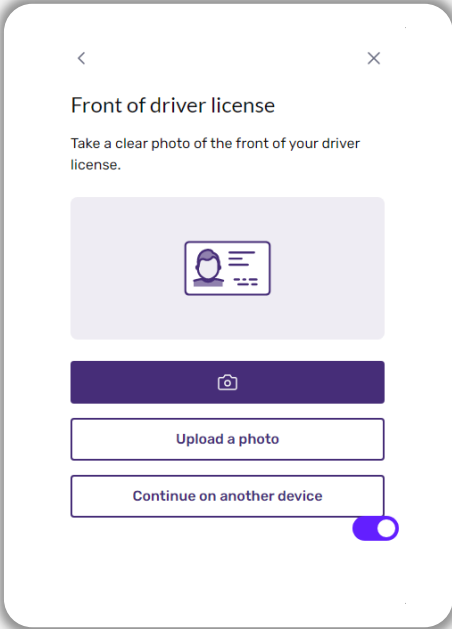 Front of driver license
Take a clear photo of the front of your driver
license.
Upload a photo
Continue on another device